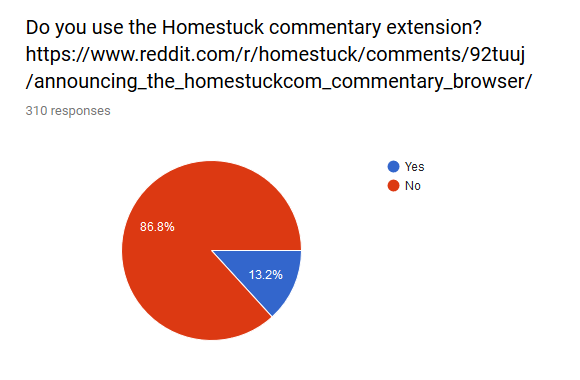 Do you use the Homestuck commentary extension?
https://www.reddit.com/r/homestuck/comments/92tuuj
/announcing_the_homestuckcom_commentary_browser/
310 responses
Yes
No
86.8%
13.2%